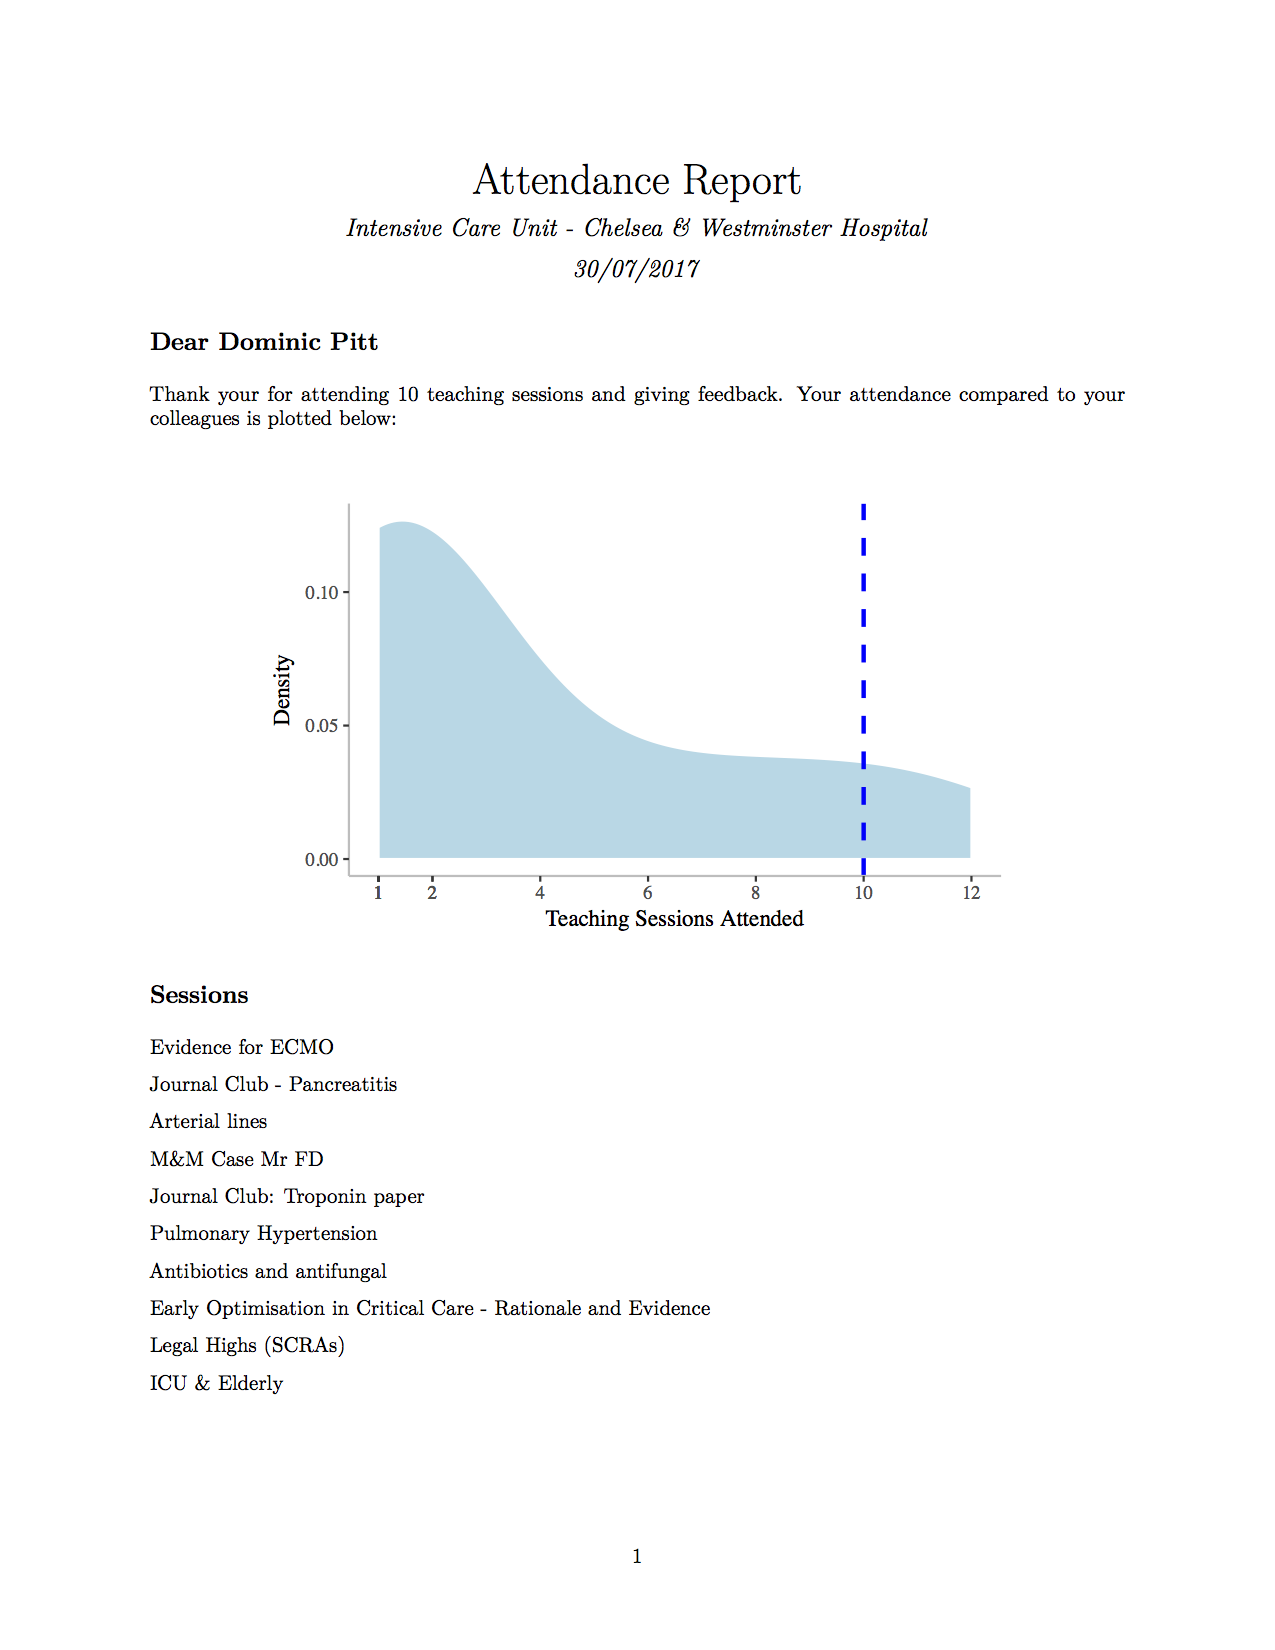 Attendance Report
Intensive Care Unit - Chelsea & Westminster Hospital
30/07/2017
Dear Dominic Pitt
Thank your for attending 10 teaching sessions and giving feedback. Your attendance compared to your
colleagues is plotted below:
0.10
0.05
0.00
Density
1 2 4 6 8 10 12
Teaching Sessions Attended
Sessions
Evidence for ECMO
Journal Club - Pancreatitis
Arterial lines
M&M Case Mr FD
Journal Club: Troponin paper
Pulmonary Hypertension
Antibiotics and antifungal
Early Optimisation in Critical Care - Rationale and Evidence
Legal Highs (SCRAs)
ICU & Elderly
1